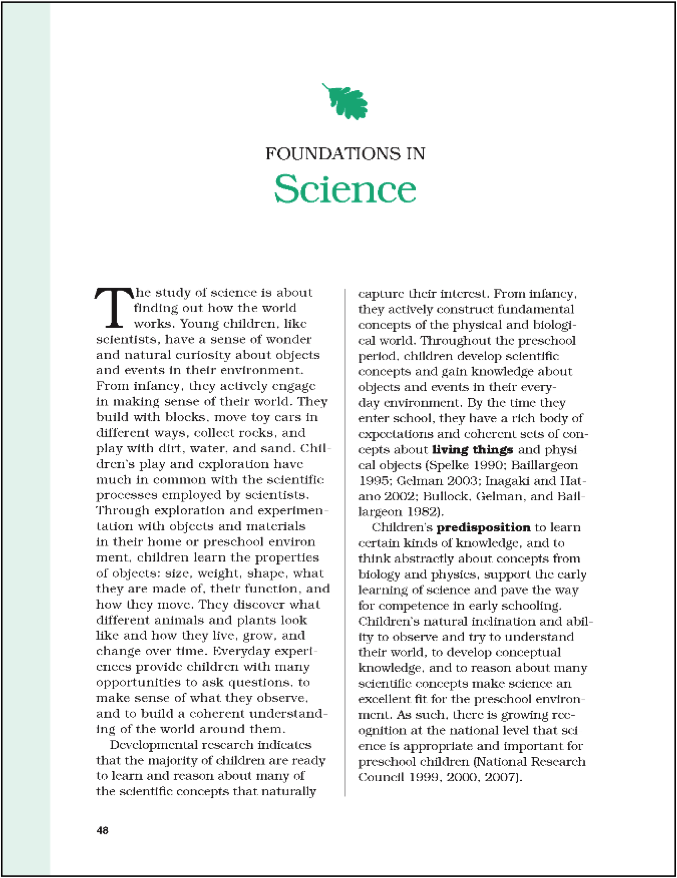 FOUNDATIONS IN
Science
The study of science is about
finding out how the world
works. Young children, like
scientists, have a sense of wonder
and natural curiosity about objects
and events in their environment.
From infancy, they actively engage
in making sense of their world. They
build with blocks, move toy cars in
different ways, collect rocks, and
play with dirt, water, and sand. Chil-
dren's play and exploration have
much in common with the scientific
processes employed by scientists.
Through exploration and experimen-
tation with objects and materials
in their home or preschool environ
ment, children learn the properties
of objects: size, weight, shape, what
they are made of, their function, and
how they move. They discover what
different animals and plants look
like and how they live, grow, and
change over time. Everyday experi-
ences provide children with many
opportunities to ask questions, to
make sense of what they observe,
and to build a coherent understand-
ing of the world around them.
Developmental research indicates
that the majority of children are ready
to learn and reason about many of
the scientific concepts that naturally
capture their interest. From infancy,
they actively construct fundamental
concepts of the physical and biologi-
cal world. Throughout the preschool
period, children develop scientific
concepts and gain knowledge about
objects and events in their every-
day environment. By the time they
enter school, they have a rich body of
expectations and coherent sets of con-
cepts about living things and physi
cal objects (Spelke 1990; Baillargeon
1995; Gelman 2003; Inagaki and Hat-
ano 2002; Bullock, Gelman, and Bail-
largeon 1982).
Children's predisposition to learn
certain kinds of knowledge, and to
think abstractly about concepts from
biology and physics, support the early
learning of science and pave the way
for competence in early schooling.
Children's natural inclination and abil-
ity to observe and try to understand
their world, to develop conceptual
knowledge, and to reason about many
scientific concepts make science an
excellent fit for the preschool environ-
ment. As such, there is growing rec-
ognition at the national level that sci
ence is appropriate and important for
preschool children (National Research
Council 1999, 2000, 2007).
48